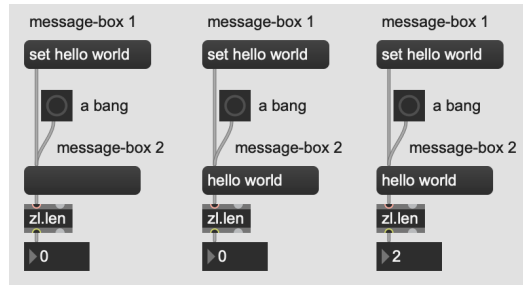 message-box 1
set hello world
a bang
message-box 2
zl.len
0
message-box 1
set hello world
a bang
message-box 2
hello world
zl.len
0
message-box 1
set hello world
a bang
message-box 2
hello world
zl.len
2